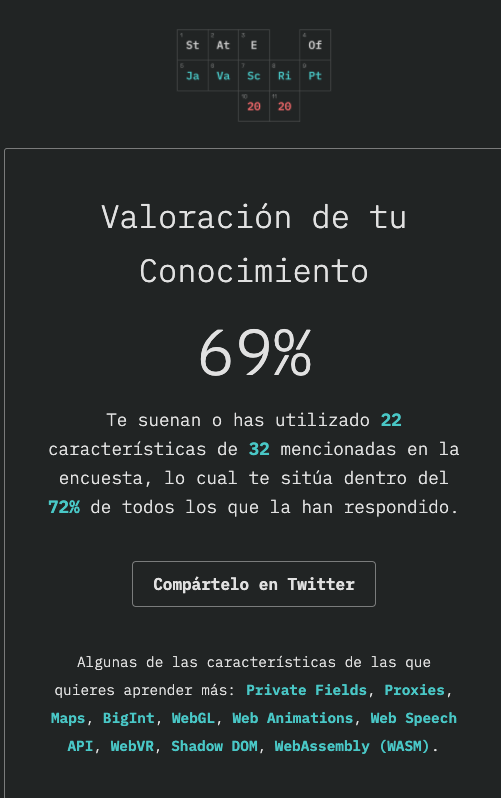 1 St 2 At 3 E 4 Of
5 Ja 6 Va 7 Sc 8 Ri 9 Pt
10 20 11 20
Valoración de tu
Conocimiento
69%
Te suenan o has utilizado 22
características de 32 mencionadas en la
encuesta, lo cual te sitúa dentro del
72% de todos los que la han respondido.
Compártelo en Twitter
Algunas de las características de las que
quieres aprender más: Private Fields, Proxies,
Maps, BigInt, WebGL, Web Animations, Web Speech
API, WebVR, Shadow DOM, WebAssembly (WASM).